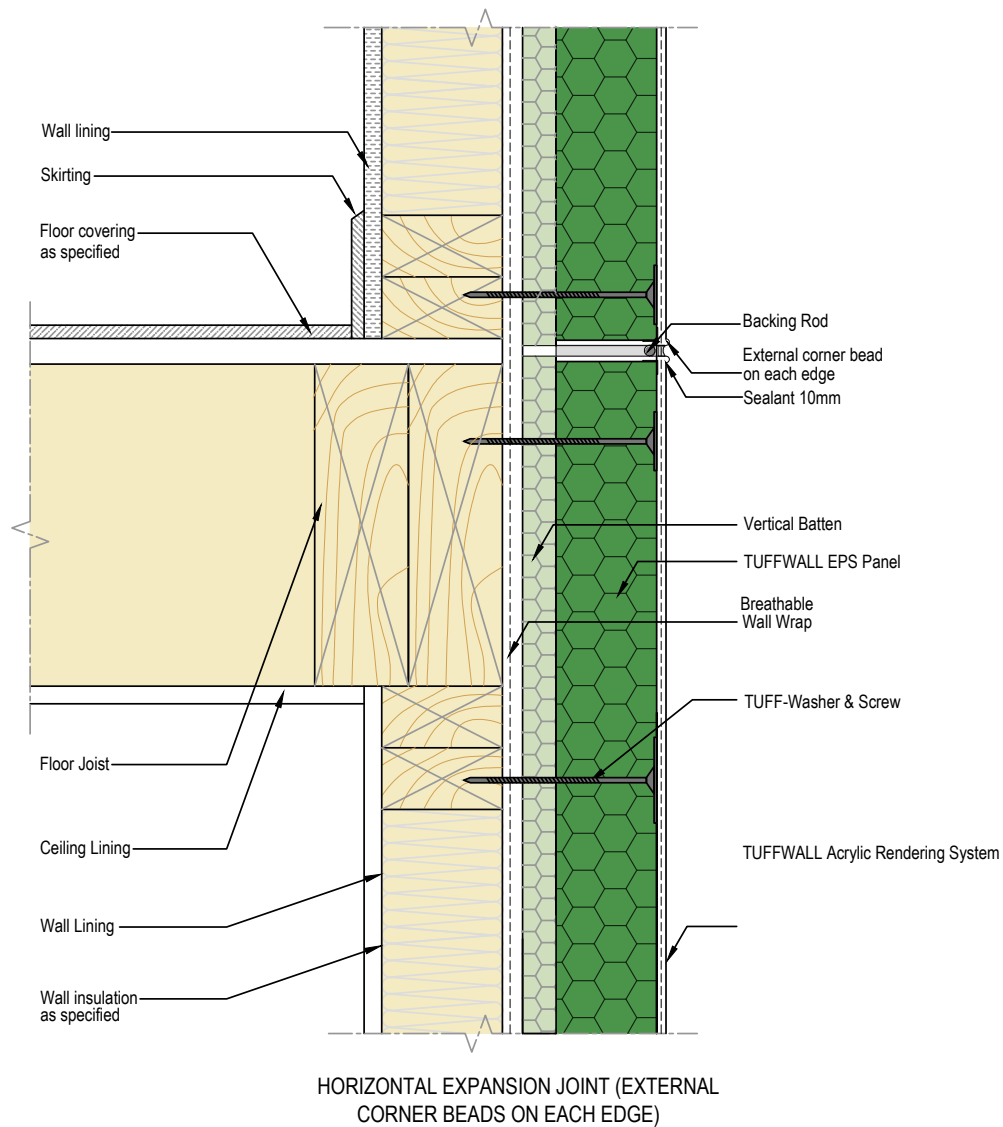 Wall lining
Skirting
Floor covering
as specified
Backing Rod
External corner bead
on each edge
Sealant 10mm
Vertical Batten
TUFFWALL EPS Panel
Breathable
Wall Wrap
TUFF-Washer & Screw
Floor Joist
Ceiling Lining
TUFFWALL Acrylic Rendering System
Wall Lining
Wall insulation
as specified
HORIZONTAL EXPANSION JOINT (EXTERNAL
CORNER BEADS ON EACH EDGE)